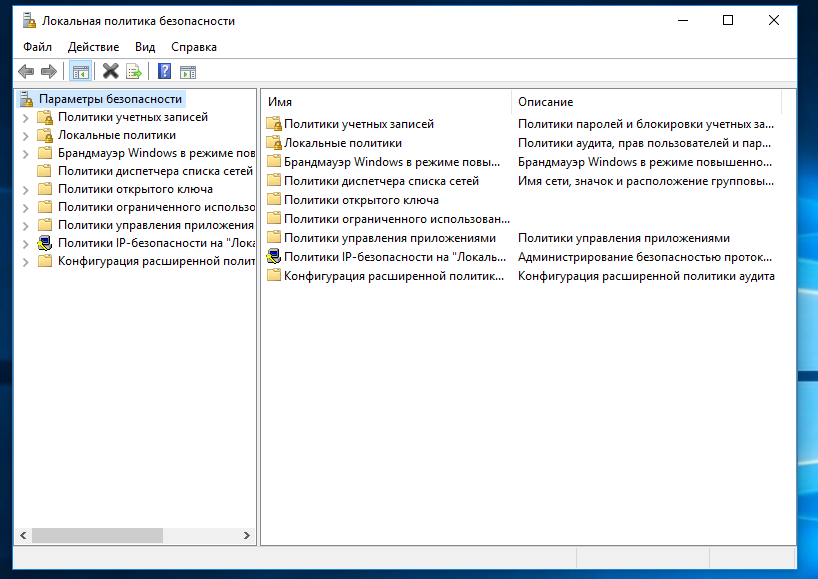 Локальная политика безопасности
Файл Действие Вид Справка
Параметры безопасности
Политики учетных записей
Локальные политики
Брандмауэр Windows в режиме пов
Политики диспетчера списка сетей
Политики открытого ключа
Политики ограниченного использо
Политики управления приложения
Политики IP-безопасности на "Лока
Конфигурация расширенной полит
Имя Описание
Политики учетных записей Политики паролей и блокировки учетных за...
Локальные политики Политики аудита, прав пользователей и пар...
Брандмауэр Windows в режиме повы... Брандмауэр Windows в режиме повышенно...
Политики диспетчера списка сетей Имя сети, значок и расположение групповы...
Политики открытого ключа
Политики ограниченного использован...
Политики управления приложениями Политики управления приложениями
Политики IP-безопасности на "Локаль... Администрирование безопасностью проток...
Конфигурация расширенной политик... Конфигурация расширенной политики аудита